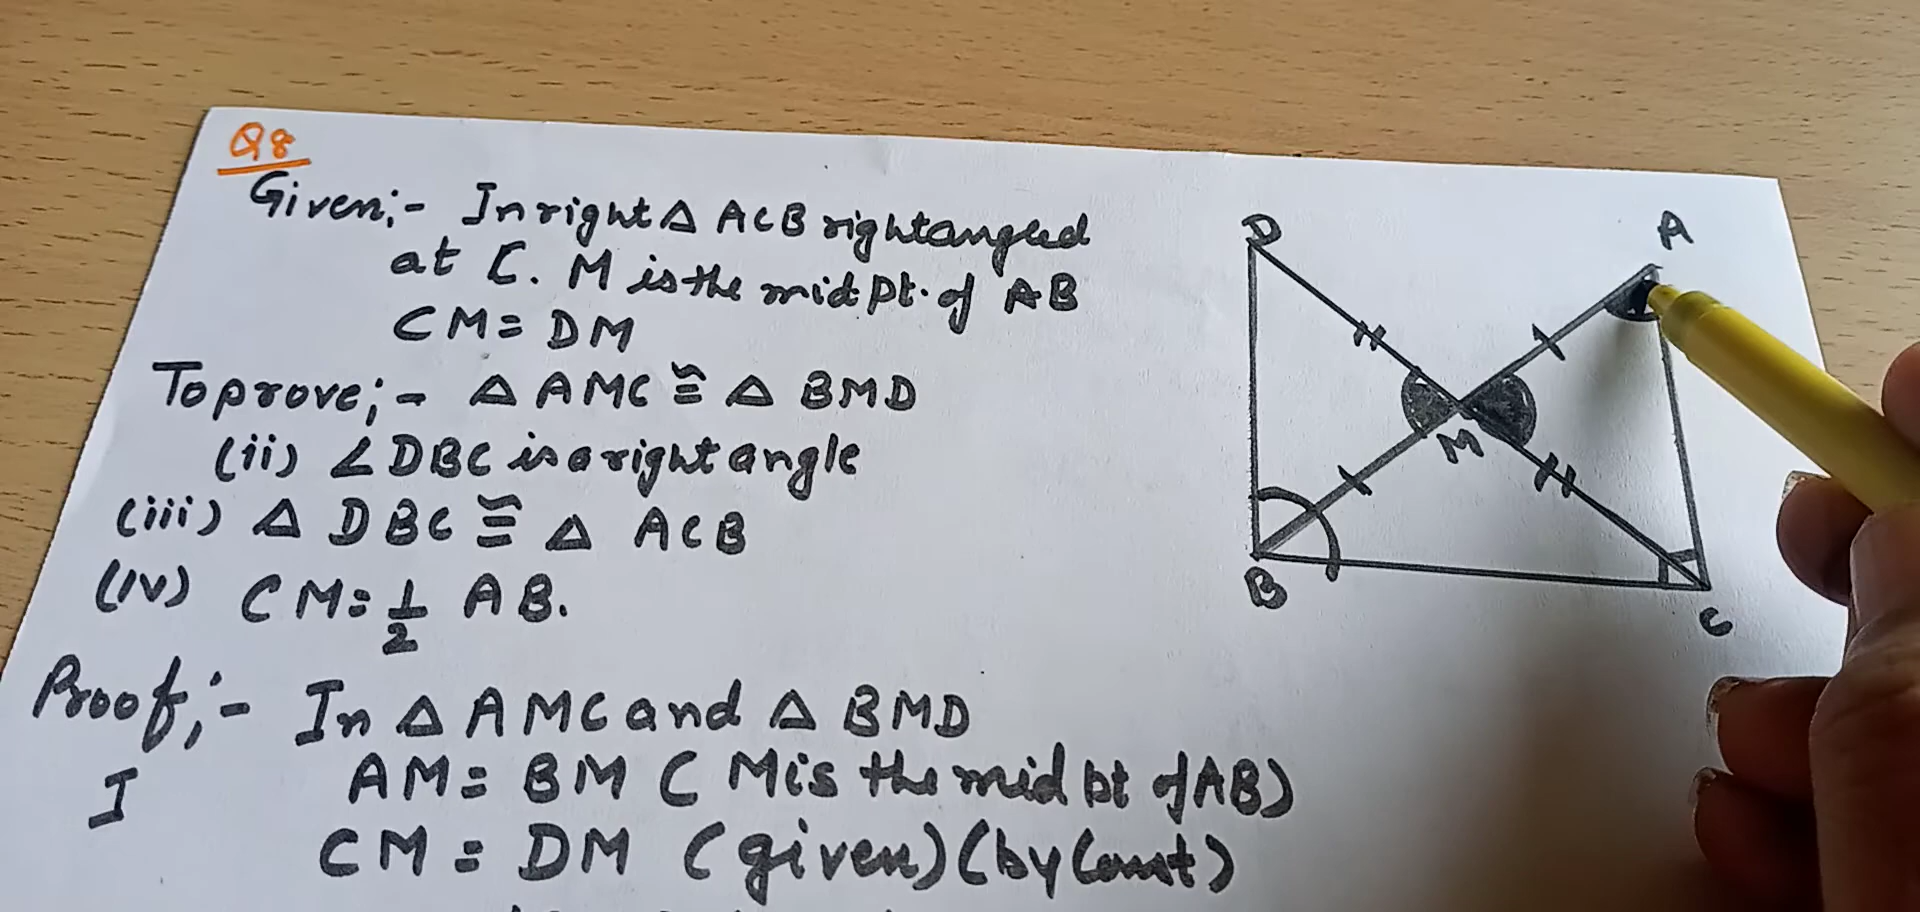 Q8
Given:- In right △ ACB rightangled
at C. M is the mid pt. of AB
CM = DM
To prove:- △ AMC ≅ △ BMD
(ii) ∠DBC is a right angle
(iii) △ DBC ≅ △ ACB
(iv) CM = 1/2 AB.
Proof:- In △ AMC and △ BMD
I AM = BM ( M is the mid pt of AB)
CM = DM (given) (by Const)
D
A
M
B
C